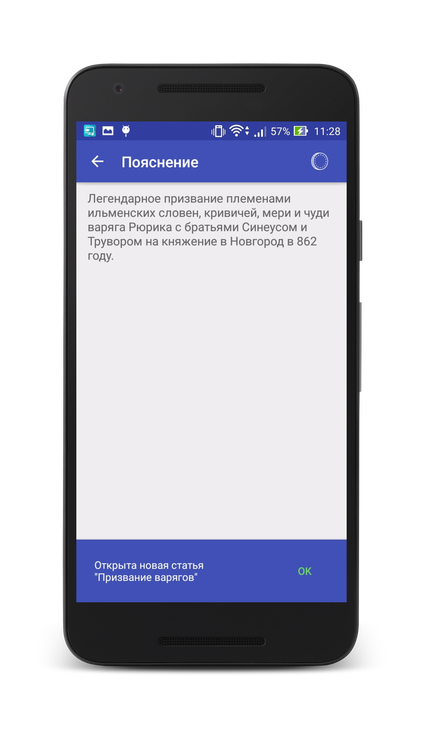 57% 11:28
Пояснение
Легендарное призвание племенами
ильменских словен, кривичей, мери и чуди
варяга Рюрика с братьями Синеусом и
Трувором на княжение в Новгород в 862
году.
Открыта новая статья
"Призвание варягов"
OK